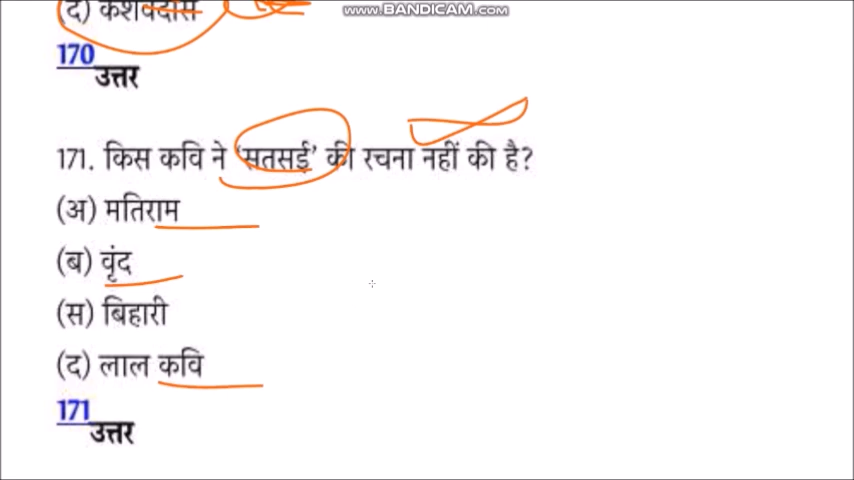 (द) केशवदास
www.BANDICAM.com
170
उत्तर
171. किस कवि ने ‘सतसई’ की रचना नहीं की है?
(अ) मतिराम
(ब) वृंद
(स) बिहारी
(द) लाल कवि
171
उत्तर